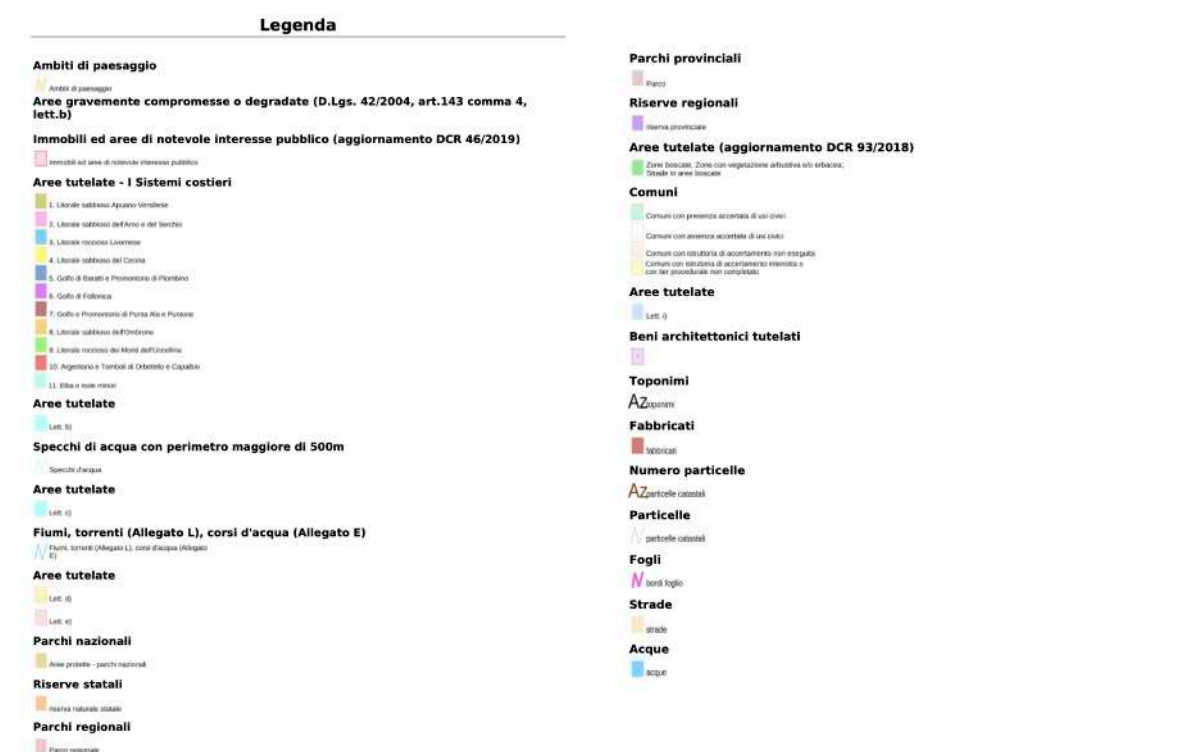 Legenda
Ambiti di paesaggio
Ambiti di paesaggio
Aree gravemente compromesse o degradate (D.Lgs. 42/2004, art.143 comma 4,
lett.b)
Immobili ed aree di notevole interesse pubblico (aggiornamento DCR 46/2019)
Immobili ed aree di notevole interesse pubblico
Aree tutelate - I Sistemi costieri
1. Litorale sabbioso Apuano Versiliese
2. Litorale sabbioso dell'Arno e del Serchio
3. Litorale roccioso Livornese
4. Litorale sabbioso del Cecina
5. Golfo di Baratti e Promontorio di Piombino
6. Golfo di Follonica
7. Golfo e Promontorio di Punta Ala e Puntone
8. Litorale sabbioso dell'Ombrone
9. Litorale roccioso dei Monti dell'Uccellina
10. Argentario e Tomboli di Orbetello e Capalbio
11. Elba e Isole minori
Aree tutelate
Lett. b)
Specchi di acqua con perimetro maggiore di 500m
Specchi d'acqua
Aree tutelate
Lett. c)
Fiumi, torrenti (Allegato L), corsi d'acqua (Allegato E)
Fiumi, torrenti (Allegato L), corsi d'acqua (Allegato
E)
Aree tutelate
Lett. d)
Lett. e)
Parchi nazionali
Aree protette - parchi nazionali
Riserve statali
riserva naturale statale
Parchi regionali
Parco regionale
Parchi provinciali
Parco
Riserve regionali
riserva provinciale
Aree tutelate (aggiornamento DCR 93/2018)
Zone boscate; Zone con vegetazione arbustiva e/o erbacea;
Strade in aree boscate
Comuni
Comuni con presenza accertata di usi civici
Comuni con assenza accertata di usi civici
Comuni con istruttoria di accertamento non eseguita
Comuni con istruttoria di accertamento interrotta e
con iter procedurale non completato
Aree tutelate
Lett. i)
Beni architettonici tutelati
Toponimi
Az toponimi
Fabbricati
fabbricati
Numero particelle
Az particelle catastali
Particelle
particelle catastali
Fogli
N bordi foglio
Strade
strade
Acque
acque